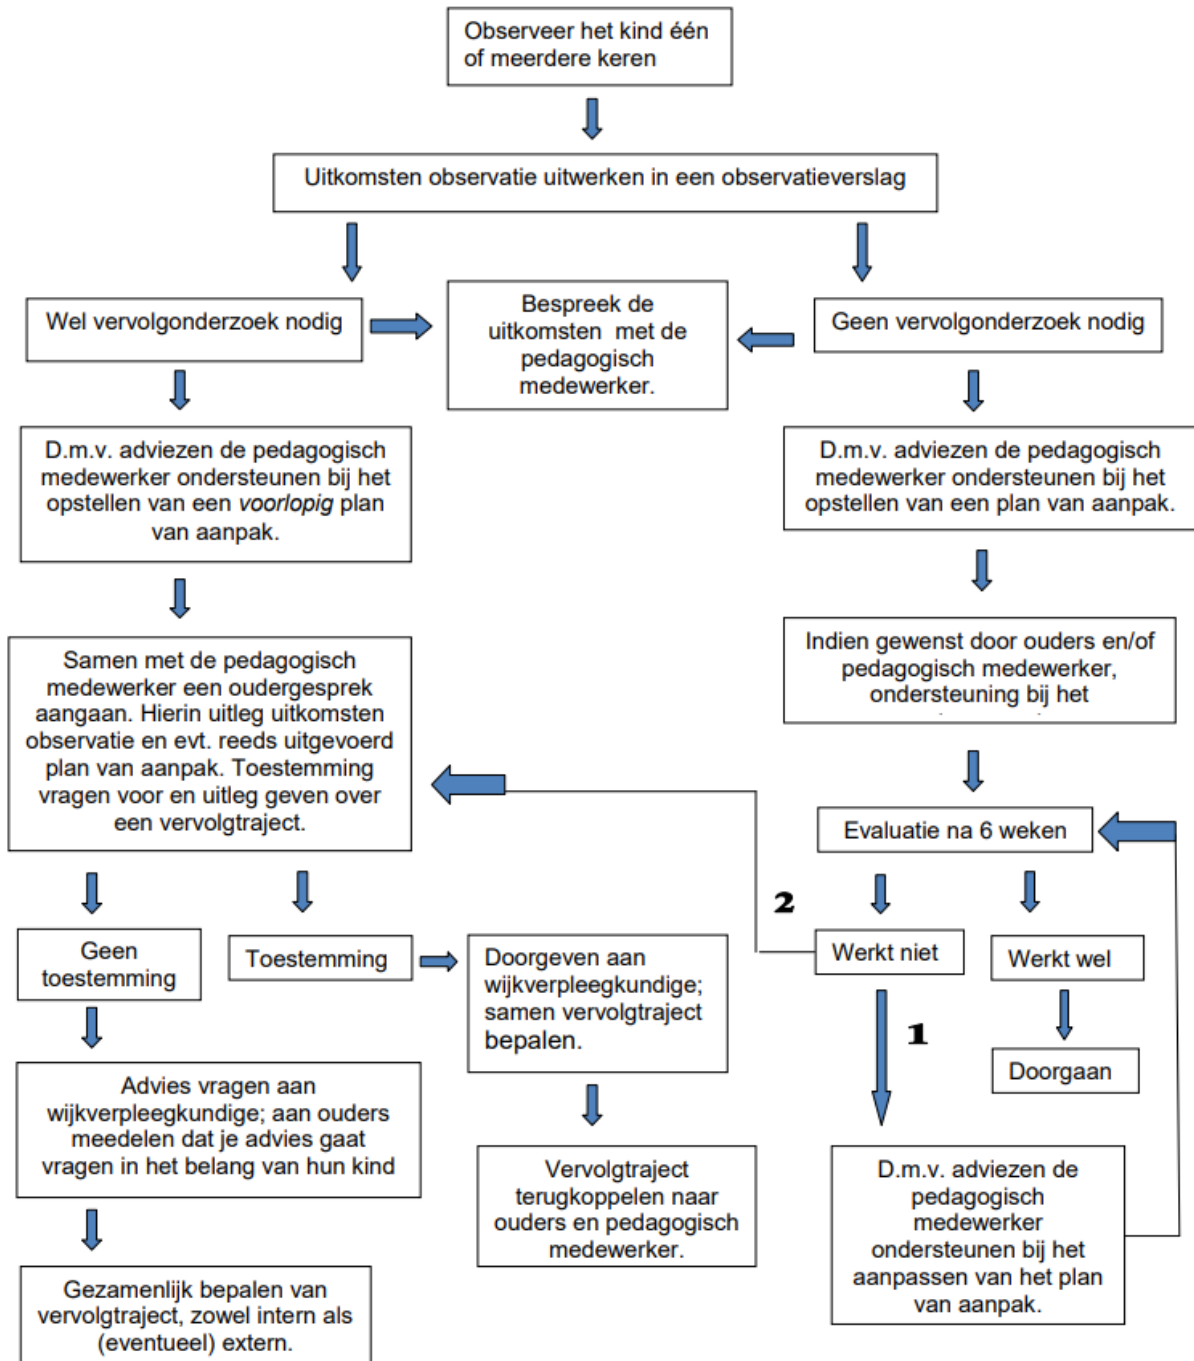 Observeer het kind één
of meerdere keren
Uitkomsten observatie uitwerken in een observatieverslag
Wel vervolgonderzoek nodig
Bespreek de
uitkomsten met de
pedagogisch
medewerker.
Geen vervolgonderzoek nodig
D.m.v. adviezen de pedagogisch
medewerker ondersteunen bij het
opstellen van een voorlopig plan
van aanpak.
D.m.v. adviezen de pedagogisch
medewerker ondersteunen bij het
opstellen van een plan van aanpak.
Samen met de pedagogisch
medewerker een oudergesprek
aangaan. Hierin uitleg uitkomsten
observatie en evt. reeds uitgevoerd
plan van aanpak. Toestemming
vragen voor en uitleg geven over
een vervolgtraject.
Indien gewenst door ouders en/of
pedagogisch medewerker,
ondersteuning bij het
Evaluatie na 6 weken
2
Geen
toestemming
Toestemming
Doorgeven aan
wijkverpleegkundige;
samen vervolgtraject
bepalen.
Werkt niet
Werkt wel
1
Doorgaan
Advies vragen aan
wijkverpleegkundige; aan ouders
meedelen dat je advies gaat
vragen in het belang van hun kind
Vervolgtraject
terugkoppelen naar
ouders en pedagogisch
medewerker.
D.m.v. adviezen de
pedagogisch
medewerker
ondersteunen bij het
aanpassen van het plan
van aanpak.
Gezamenlijk bepalen van
vervolgtraject, zowel intern als
(eventueel) extern.